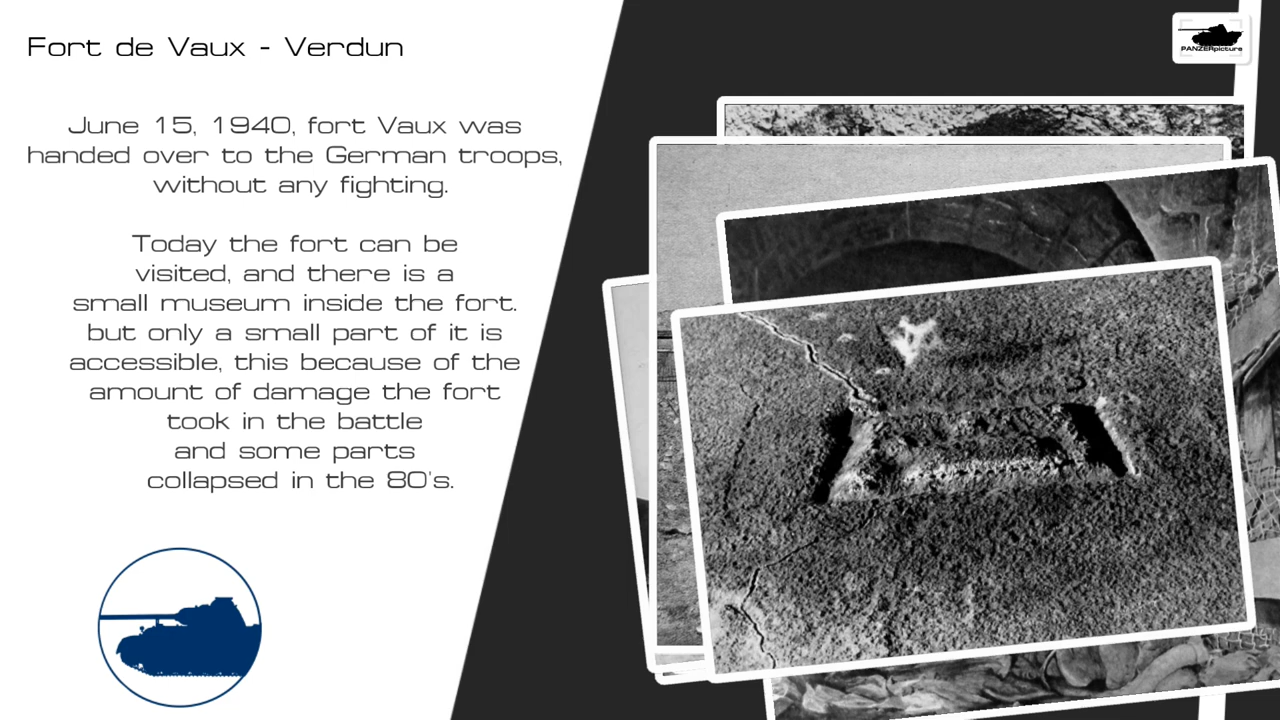 Fort de Vaux - Verdun
June 15, 1940, fort Vaux was
handed over to the German troops,
without any fighting.
Today the fort can be
visited, and there is a
small museum inside the fort.
but only a small part of it is
accessible, this because of the
amount of damage the fort
took in the battle
and some parts
collapsed in the 80's.
PANZERpicture